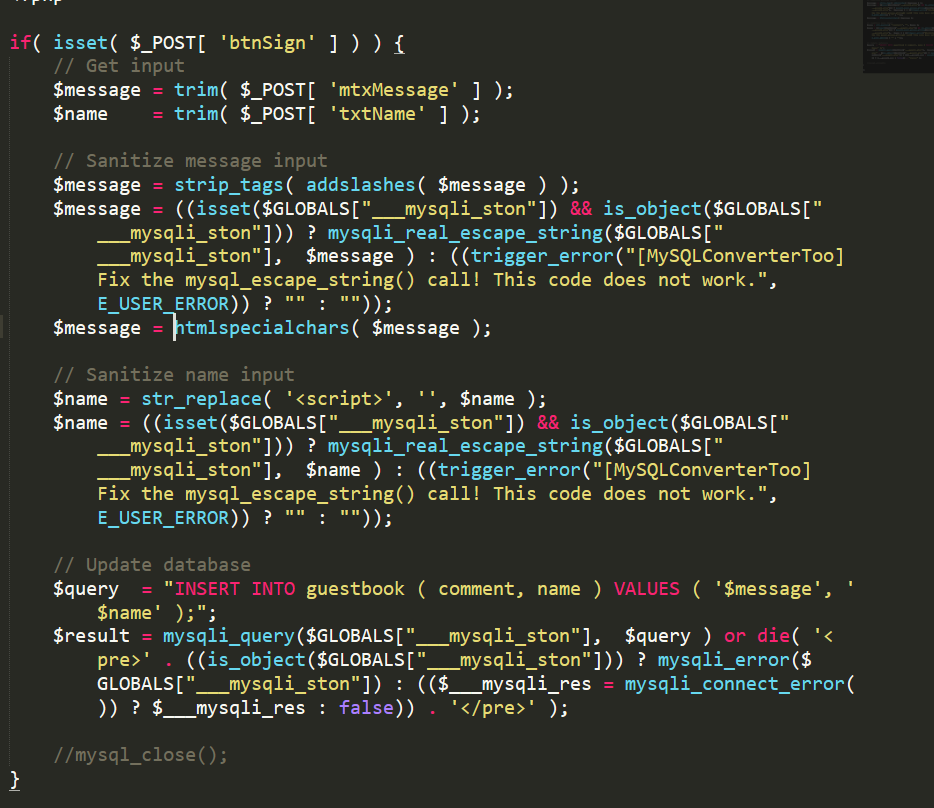 if( isset( $_POST[ 'btnSign' ] ) ) {
// Get input
$message = trim( $_POST[ 'mtxMessage' ] );
$name    = trim( $_POST[ 'txtName' ] );
// Sanitize message input
$message = strip_tags( addslashes( $message ) );
$message = ((isset($GLOBALS["___mysqli_ston"]) && is_object($GLOBALS["
___mysqli_ston"])) ? mysqli_real_escape_string($GLOBALS["
___mysqli_ston"],  $message ) : ((trigger_error("[MySQLConverterToo]
Fix the mysql_escape_string() call! This code does not work.",
E_USER_ERROR)) ? "" : ""));
$message = htmlspecialchars( $message );
// Sanitize name input
$name = str_replace( '<script>', '', $name );
$name = ((isset($GLOBALS["___mysqli_ston"]) && is_object($GLOBALS["
___mysqli_ston"])) ? mysqli_real_escape_string($GLOBALS["
___mysqli_ston"],  $name ) : ((trigger_error("[MySQLConverterToo]
Fix the mysql_escape_string() call! This code does not work.",
E_USER_ERROR)) ? "" : ""));
// Update database
$query  = "INSERT INTO guestbook ( comment, name ) VALUES ( '$message', '
$name' );";
$result = mysqli_query($GLOBALS["___mysqli_ston"],  $query ) or die( '<
pre>' . ((is_object($GLOBALS["___mysqli_ston"])) ? mysqli_error($
GLOBALS["___mysqli_ston"]) : (($___mysqli_res = mysqli_connect_error(
)) ? $___mysqli_res : false)) . '</pre>' );
//mysql_close();
}